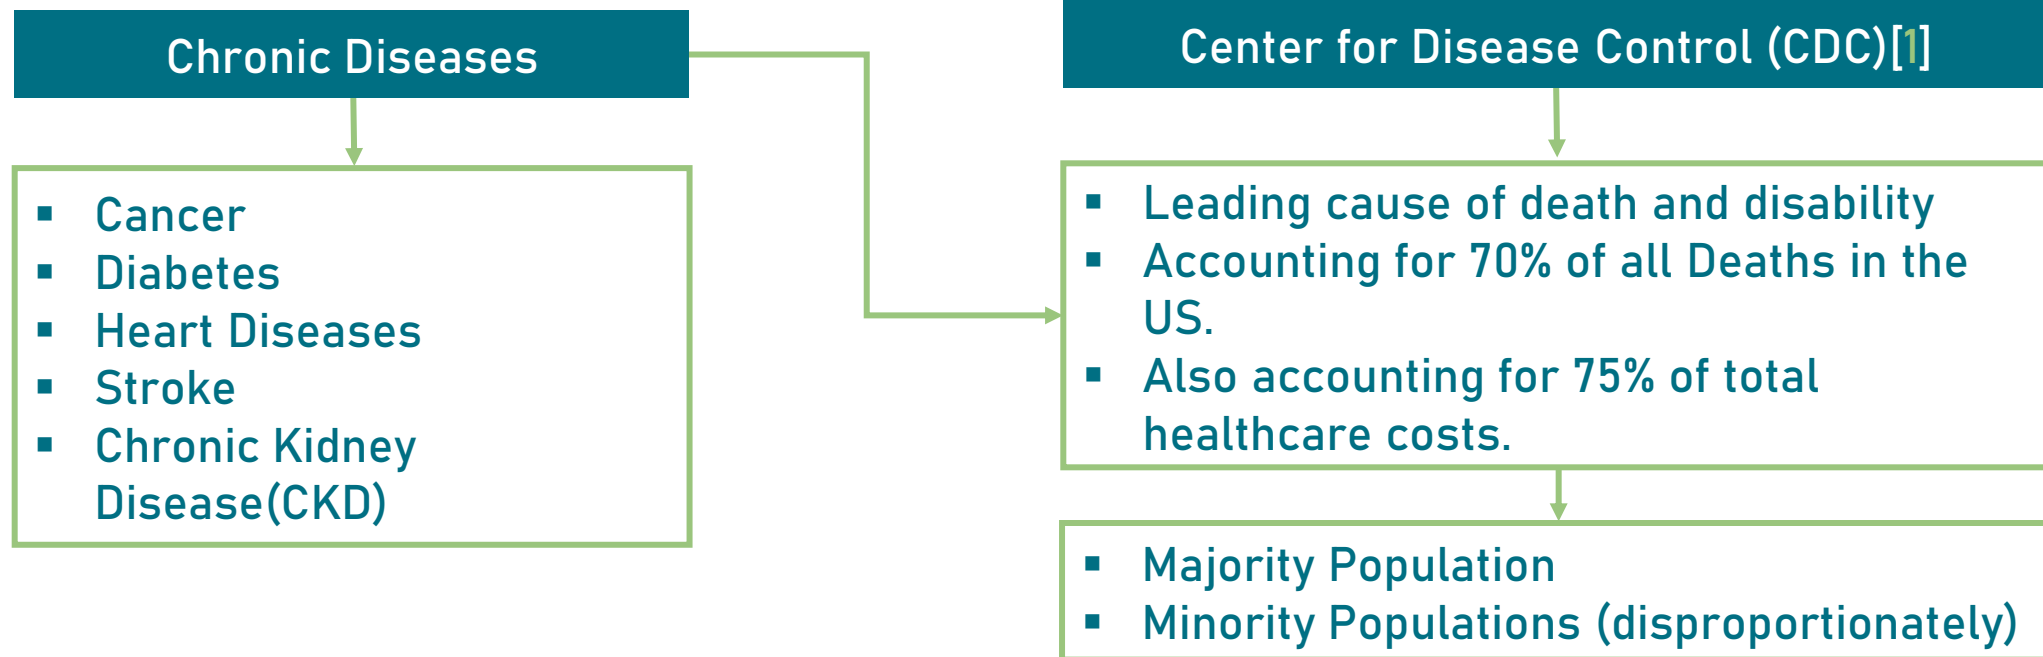 Chronic Diseases
▪ Cancer
▪ Diabetes
▪ Heart Diseases
▪ Stroke
▪ Chronic Kidney
Disease(CKD)
Center for Disease Control (CDC)[1]
▪ Leading cause of death and disability
▪ Accounting for 70% of all Deaths in the
US.
▪ Also accounting for 75% of total
healthcare costs.
▪ Majority Population
▪ Minority Populations (disproportionately)